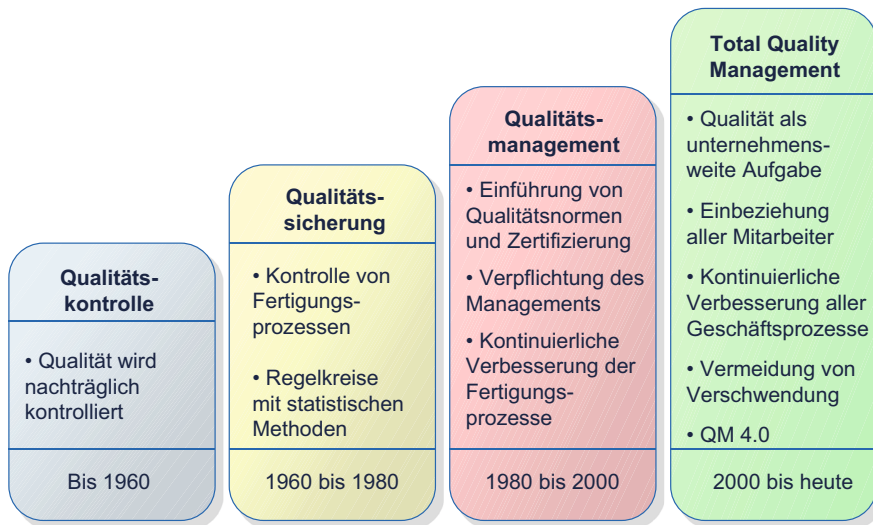 Qualitäts-
kontrolle
• Qualität wird
nachträglich
kontrolliert
Bis 1960
Qualitäts-
sicherung
• Kontrolle von
Fertigungs-
prozessen
• Regelkreise
mit statistischen
Methoden
1960 bis 1980
Qualitäts-
management
• Einführung von
Qualitätsnormen
und Zertifizierung
• Verpflichtung des
Managements
• Kontinuierliche
Verbesserung der
Fertigungs-
prozesse
1980 bis 2000
Total Quality
Management
• Qualität als
unternehmens-
weite Aufgabe
• Einbeziehung
aller Mitarbeiter
• Kontinuierliche
Verbesserung aller
Geschäftsprozesse
• Vermeidung von
Verschwendung
• QM 4.0
2000 bis heute